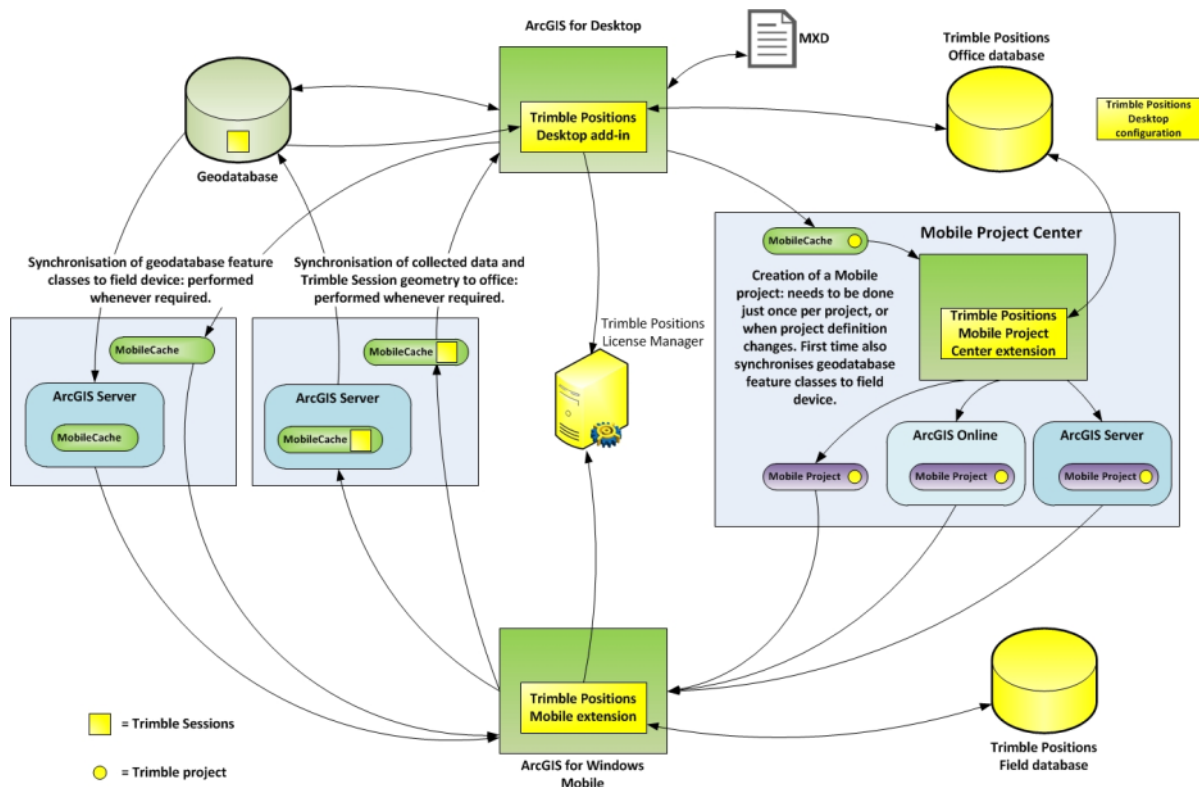 ArcGIS for Desktop
MXD
Trimble Positions
Office database
Trimble Positions
Desktop add-in
Trimble Positions
Desktop
configuration
Geodatabase
Synchronisation of geodatabase feature
classes to field device: performed
whenever required.
Synchronisation of collected data and
Trimble Session geometry to office:
performed whenever required.
MobileCache
ArcGIS Server
MobileCache
MobileCache
ArcGIS Server
MobileCache
Trimble Positions
License Manager
Mobile Project Center
MobileCache
Creation of a Mobile
project: needs to be done
just once per project, or
when project definition
changes. First time also
synchronises geodatabase
feature classes to field
device.
Trimble Positions
Mobile Project
Center extension
Mobile Project
ArcGIS Online
Mobile Project
ArcGIS Server
Mobile Project
Trimble Positions
Mobile extension
ArcGIS for Windows
Mobile
Trimble Positions
Field database
= Trimble Sessions
= Trimble project